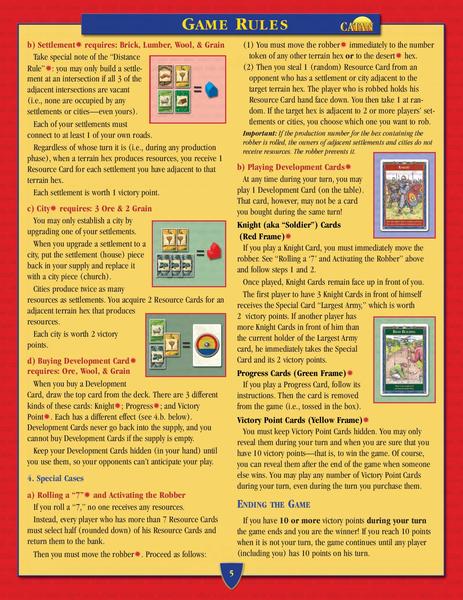 GAME RULES
CATAN
b) Settlement* requires: Brick, Lumber, Wool, & Grain
Take special note of the “Distance
Rule”*: you may only build a settle-
ment at an intersection if all 3 of the
adjacent intersections are vacant
(i.e., none are occupied by any
settlements or cities—even yours).
Each of your settlements must
connect to at least 1 of your own roads.
Regardless of whose turn it is (i.e., during any production
phase), when a terrain hex produces resources, you receive 1
Resource Card for each settlement you have adjacent to that
terrain hex.
Each settlement is worth 1 victory point.
c) City* requires: 3 Ore & 2 Grain
You may only establish a city by
upgrading one of your settlements.
When you upgrade a settlement to a
city, put the settlement (house) piece
back in your supply and replace it
with a city piece (church).
Cities produce twice as many
resources as settlements. You acquire 2 Resource Cards for an
adjacent terrain hex that produces
resources.
Each city is worth 2 victory
points.
d) Buying Development Card*
requires: Ore, Wool, & Grain
When you buy a Development
Card, draw the top card from the deck. There are 3 different
kinds of these cards: Knight*; Progress*; and Victory
Point*. Each has a different effect (see 4.b. below).
Development Cards never go back into the supply, and you
cannot buy Development Cards if the supply is empty.
Keep your Development Cards hidden (in your hand) until
you use them, so your opponents can't anticipate your play.
4. Special Cases
a) Rolling a “7”* and Activating the Robber
If you roll a “7,” no one receives any resources.
Instead, every player who has more than 7 Resource Cards
must select half (rounded down) of his Resource Cards and
return them to the bank.
Then you must move the robber*. Proceed as follows:
(1) You must move the robber* immediately to the number
token of any other terrain hex or to the desert* hex.
(2) Then you steal 1 (random) Resource Card from an
opponent who has a settlement or city adjacent to the
target terrain hex. The player who is robbed holds his
Resource Card hand face down. You then take 1 at ran-
dom. If the target hex is adjacent to 2 or more players' set-
tlements or cities, you choose which one you want to rob.
Important: If the production number for the hex containing the
robber is rolled, the owners of adjacent settlements and cities do not
receive resources. The robber prevents it.
b) Playing Development Cards*
At any time during your turn, you may
play 1 Development Card (on the table).
That card, however, may not be a card
you bought during the same turn!
Knight (aka “Soldier”) Cards
(Red Frame)*
If you play a Knight Card, you must immediately move the
robber. See “Rolling a ‘7’ and Activating the Robber” above
and follow steps 1 and 2.
Once played, Knight Cards remain face up in front of you.
The first player to have 3 Knight Cards in front of himself
receives the Special Card “Largest Army,” which is worth
2 victory points. If another player has
more Knight Cards in front of him than
the current holder of the Largest Army
card, he immediately takes the Special
Card and its 2 victory points.
Progress Cards (Green Frame)*
If you play a Progress Card, follow its
instructions. Then the card is removed
from the game (i.e., tossed in the box).
Victory Point Cards (Yellow Frame)*
You must keep Victory Point Cards hidden. You may only
reveal them during your turn and when you are sure that you
have 10 victory points—that is, to win the game. Of course,
you can reveal them after the end of the game when someone
else wins. You may play any number of Victory Point Cards
during your turn, even during the turn you purchase them.
ENDING THE GAME
If you have 10 or more victory points during your turn
the game ends and you are the winner! If you reach 10 points
when it is not your turn, the game continues until any player
(including you) has 10 points on his turn.
5